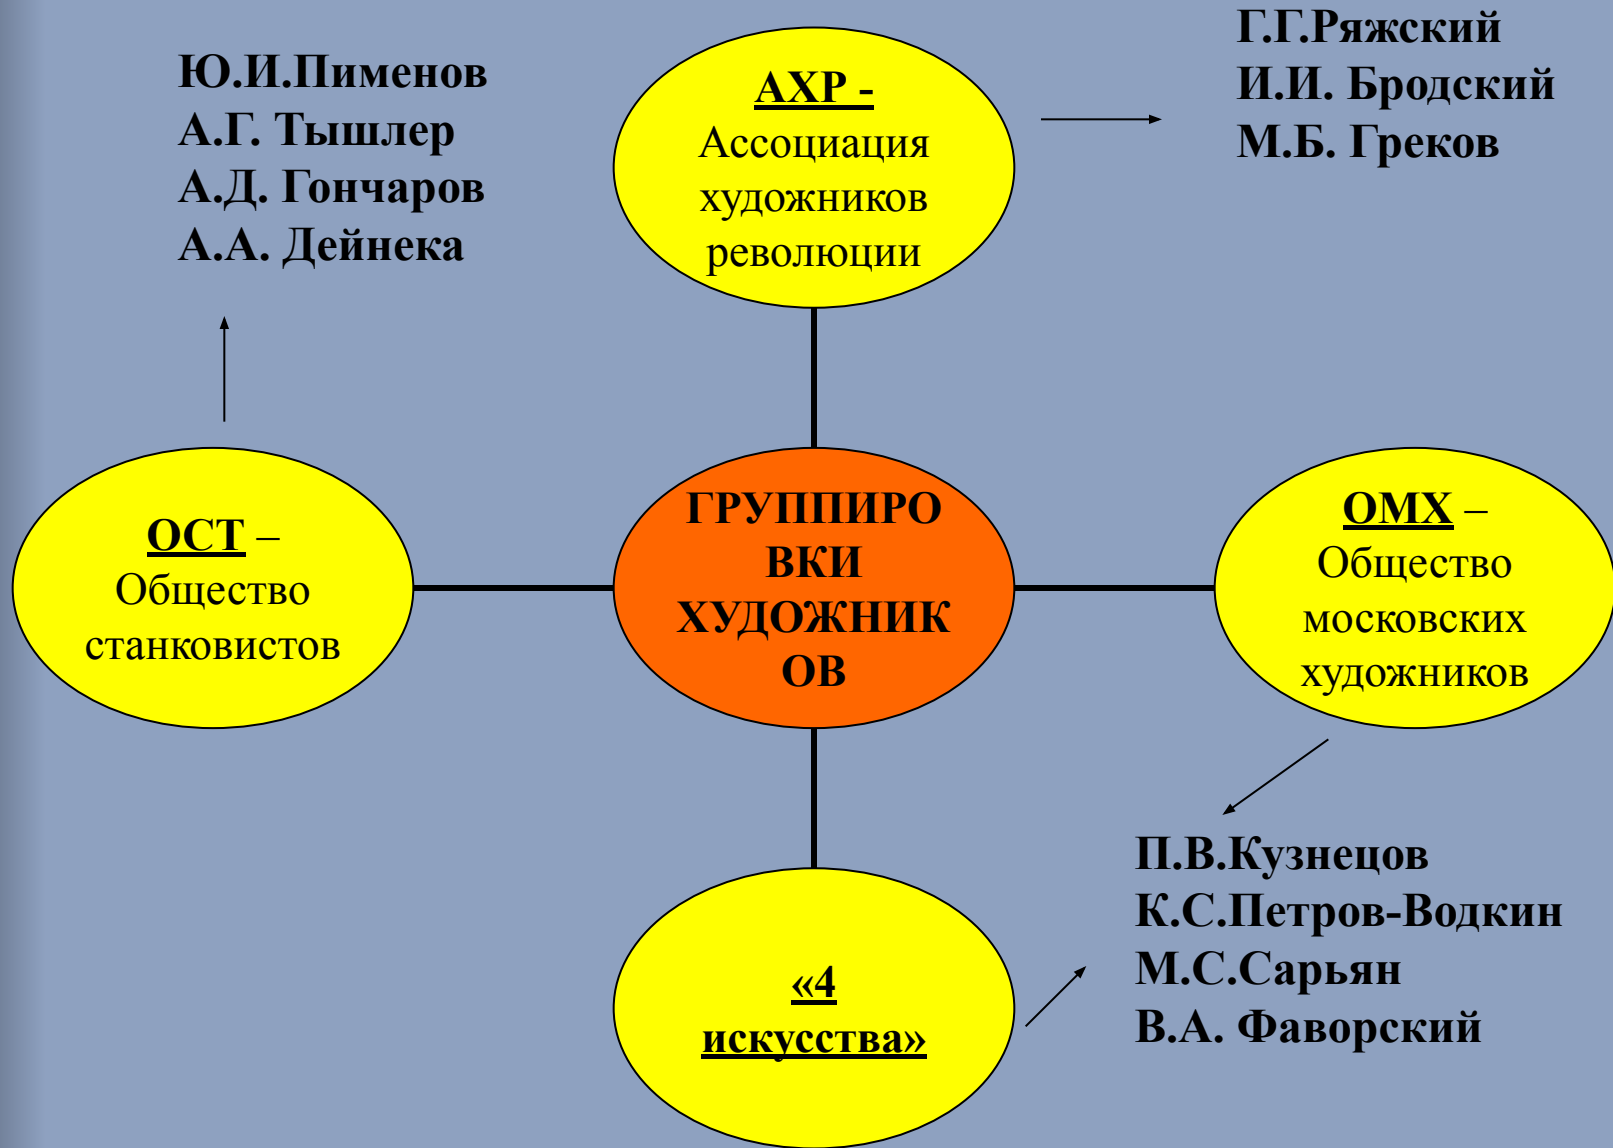 Ю.И.Пименов
А.Г. Тышлер
А.Д. Гончаров
А.А. Дейнека
АХР -
Ассоциация
художников
революции
Г.Г.Ряжский
И.И. Бродский
М.Б. Греков
ОСТ –
Общество
станковистов
ГРУППИРО
ВКИ
ХУДОЖНИК
ОВ
ОМХ –
Общество
московских
художников
«4
искусства»
П.В.Кузнецов
К.С.Петров-Водкин
М.С.Сарьян
В.А. Фаворский